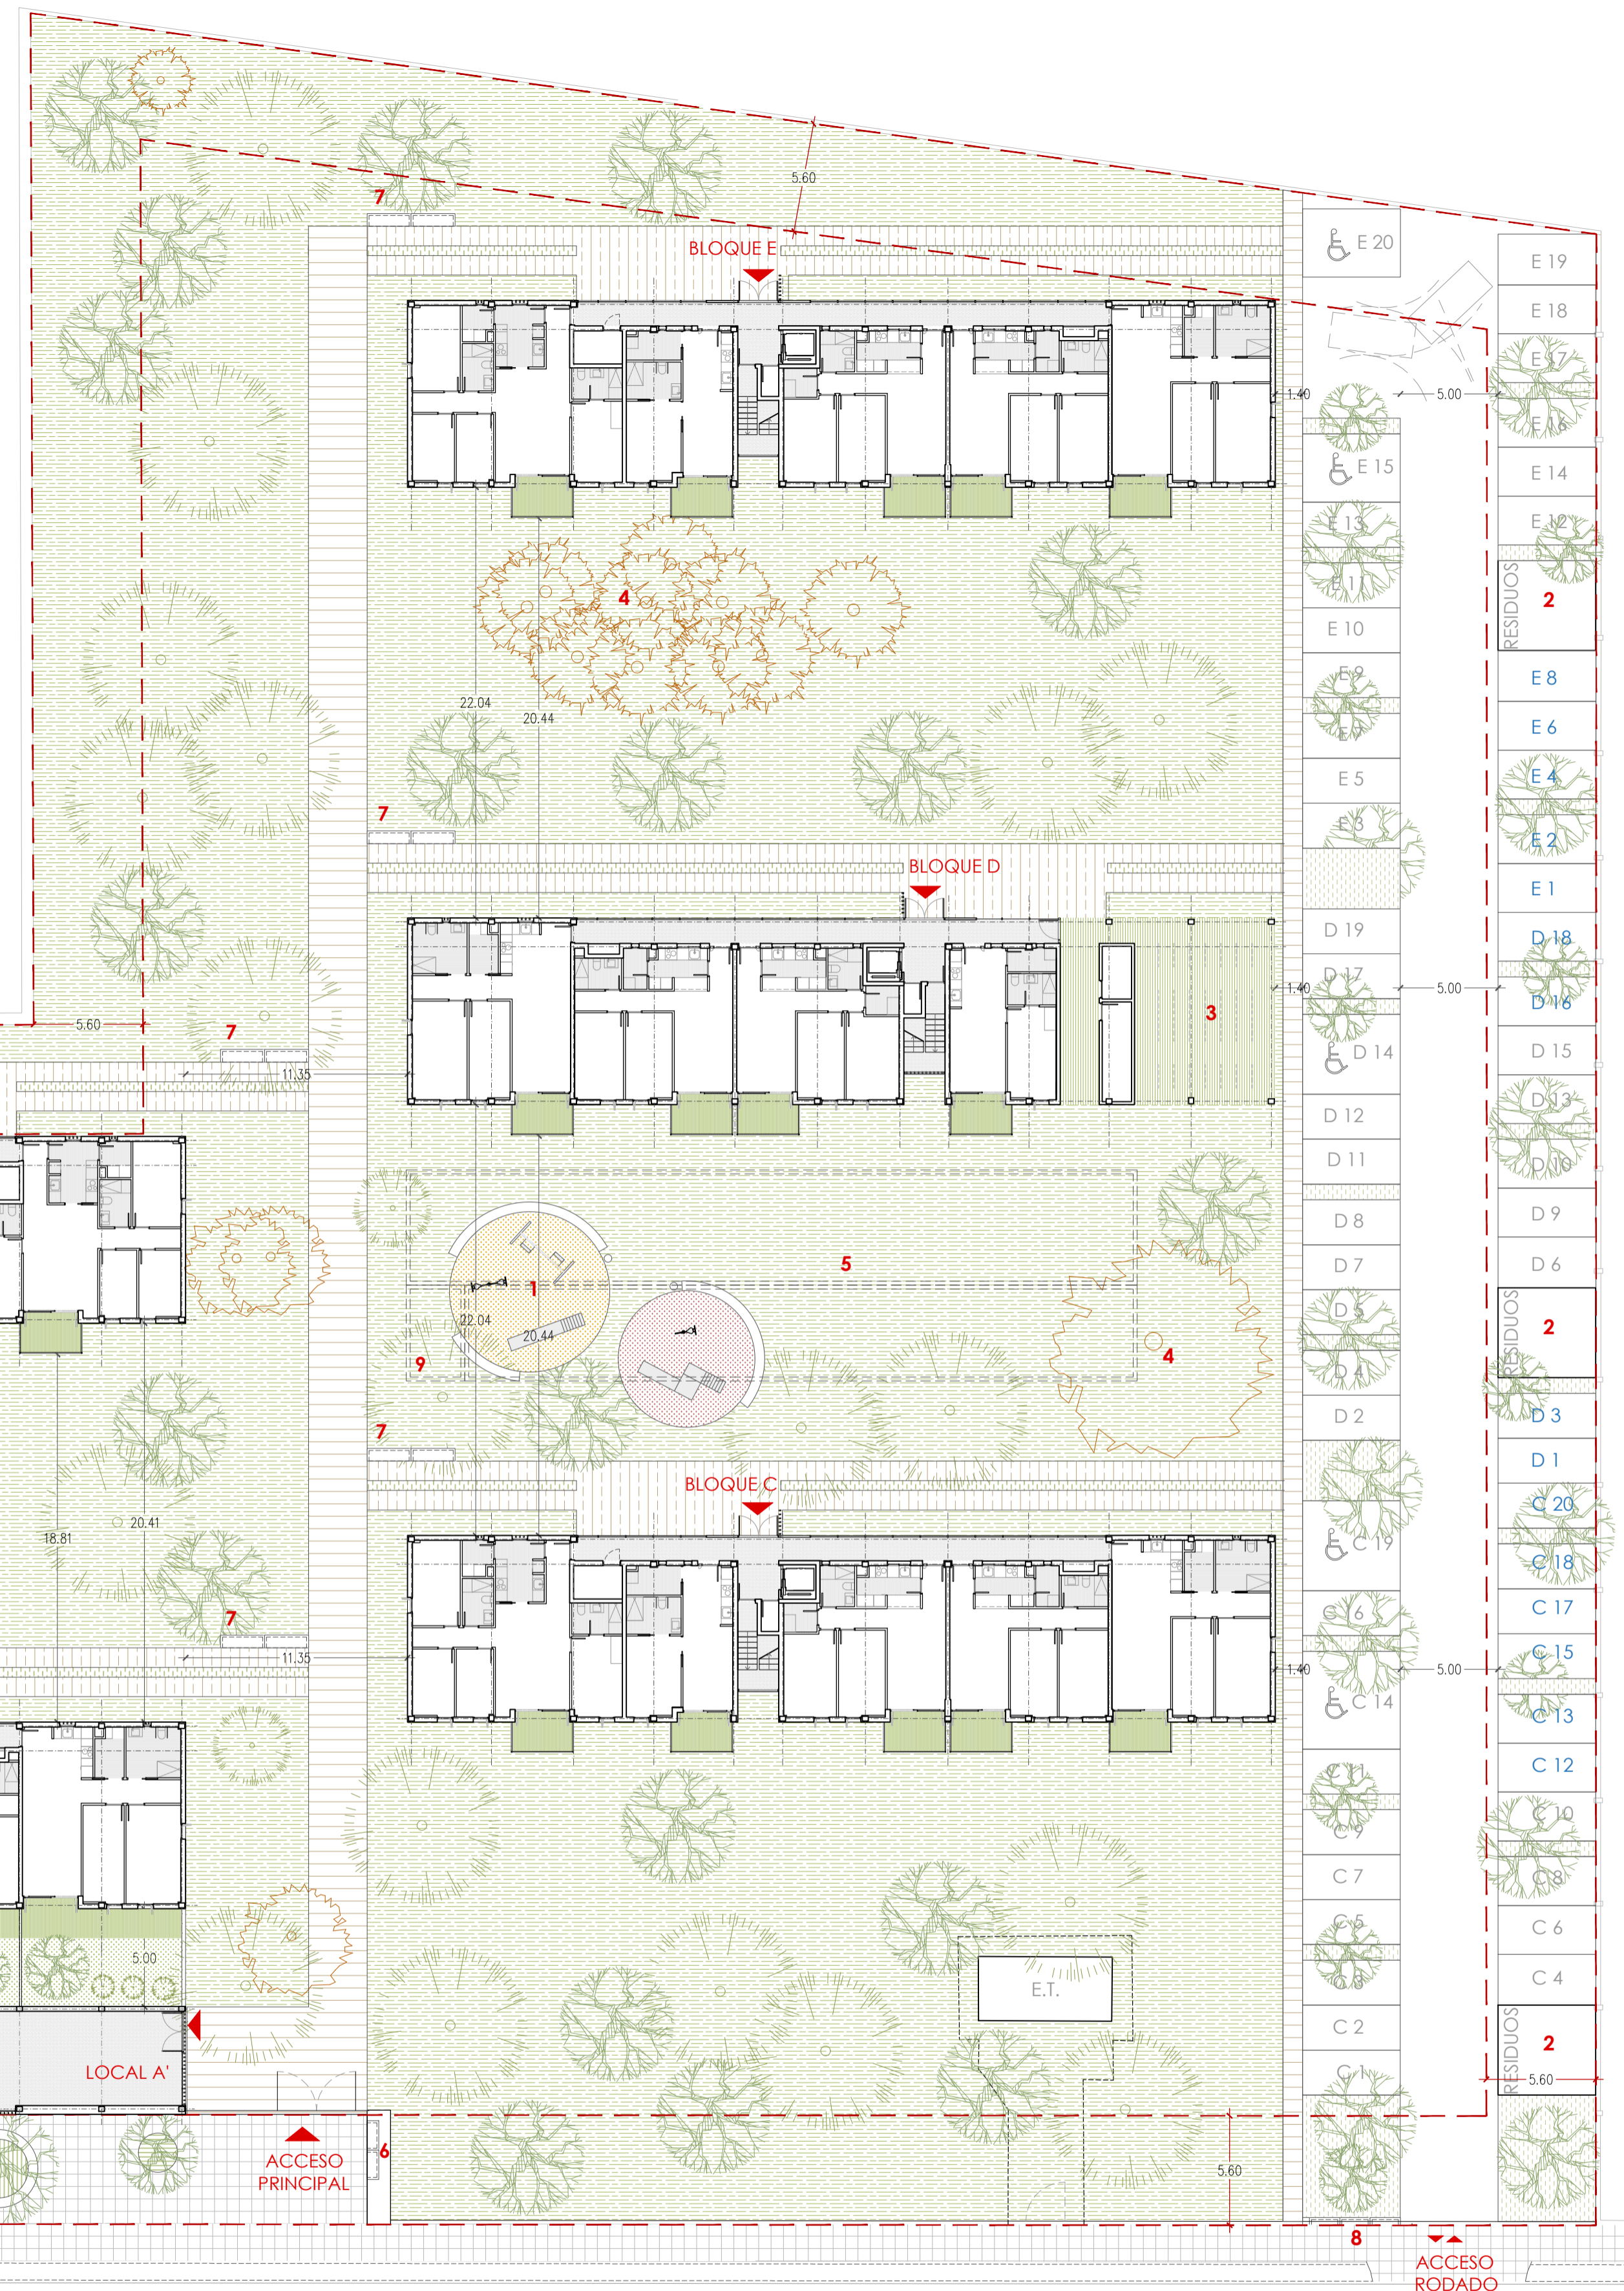 5.60
7
BLOQUE E
E 20
E 19
E 18
E 17
1.40
5.00
E 16
E 15
E 14
E 13
E 12
E 11
RESIDUOS
2
4
E 10
E 9
E 8
22.04
20.44
E 6
E 5
E 4
7
E 3
E 2
BLOQUE D
E 1
D 19
D 18
D 17
1.40
5.00
D 16
3
5.60
7
D 15
D 14
11.35
D 13
D 12
D 11
D 10
D 9
D 8
5
D 7
D 6
1
RESIDUOS
2
D 5
22.04
20.44
9
4
D 4
D 3
D 2
7
D 1
BLOQUE C
C 20
20.41
18.81
C 19
C 18
7
C 17
C 16
C 15
11.35
1.40
5.00
C 14
C 13
C 12
C 11
C 10
C 9
C 8
C 7
C 6
C 5
5.00
E.T.
C 4
C 3
C 2
RESIDUOS
2
LOCAL A'
C 1
5.60
6
ACCESO
PRINCIPAL
5.60
8
ACCESO
RODADO